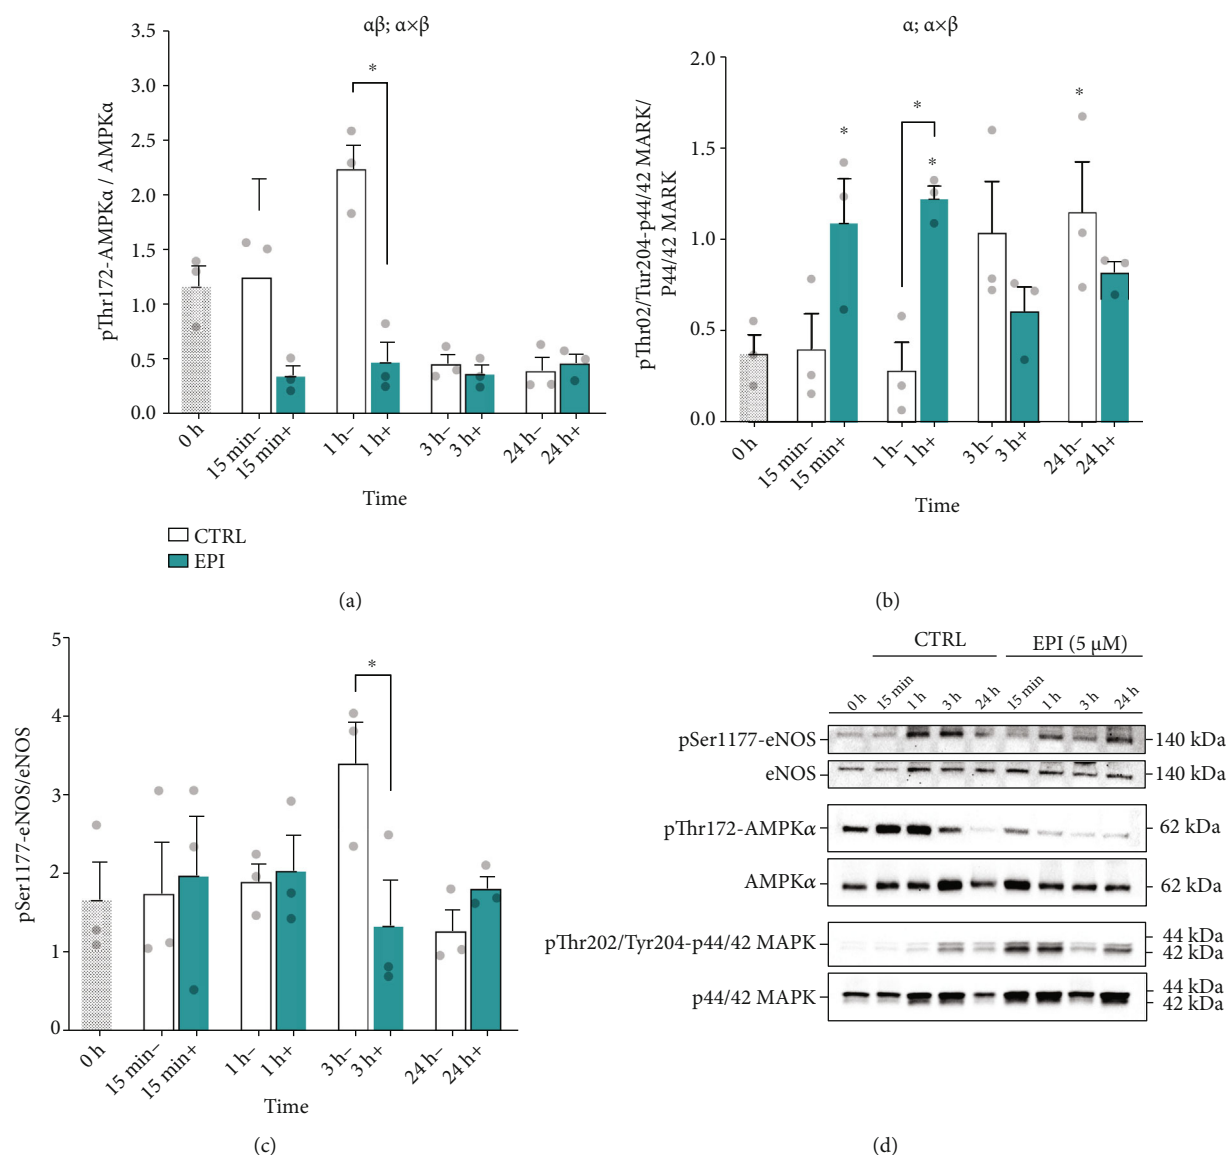 αβ; α×β
pThr172-AMPKα / AMPKα
3.5
3.0
2.5
2.0
1.5
1.0
0.5
0.0
*
0 h
15 min−
15 min+
1 h−
1 h+
3 h−
3 h+
24 h−
24 h+
Time
CTRL
EPI
(a)
α; α×β
pThr02/Tur204-p44/42 MARK/
P44/42 MARK
2.0
1.5
1.0
0.5
0.0
*
*
*
*
0 h
15 min−
15 min+
1 h−
1 h+
3 h−
3 h+
24 h−
24 h+
Time
(b)
pSer1177-eNOS/eNOS
5
4
3
2
1
0
*
0 h
15 min−
15 min+
1 h−
1 h+
3 h−
3 h+
24 h−
24 h+
Time
(c)
CTRL EPI (5 μM)
0 h 15 min 1 h 3 h 24 h 15 min 1 h 3 h 24 h
pSer1177-eNOS 140 kDa
eNOS 140 kDa
pThr172-AMPKα 62 kDa
AMPKα 62 kDa
pThr202/Tyr204-p44/42 MAPK 44 kDa
42 kDa
p44/42 MAPK 44 kDa
42 kDa
(d)